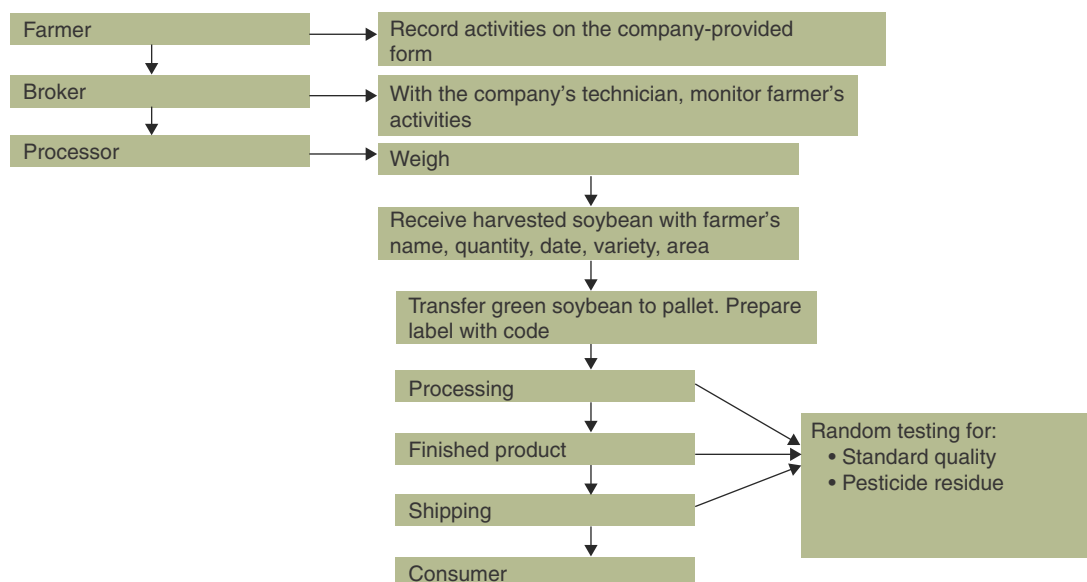 Farmer
Record activities on the company-provided
form
Broker
With the company's technician, monitor farmer's
activities
Processor
Weigh
Receive harvested soybean with farmer's
name, quantity, date, variety, area
Transfer green soybean to pallet. Prepare
label with code
Processing
Finished product
Shipping
Consumer
Random testing for:
• Standard quality
• Pesticide residue